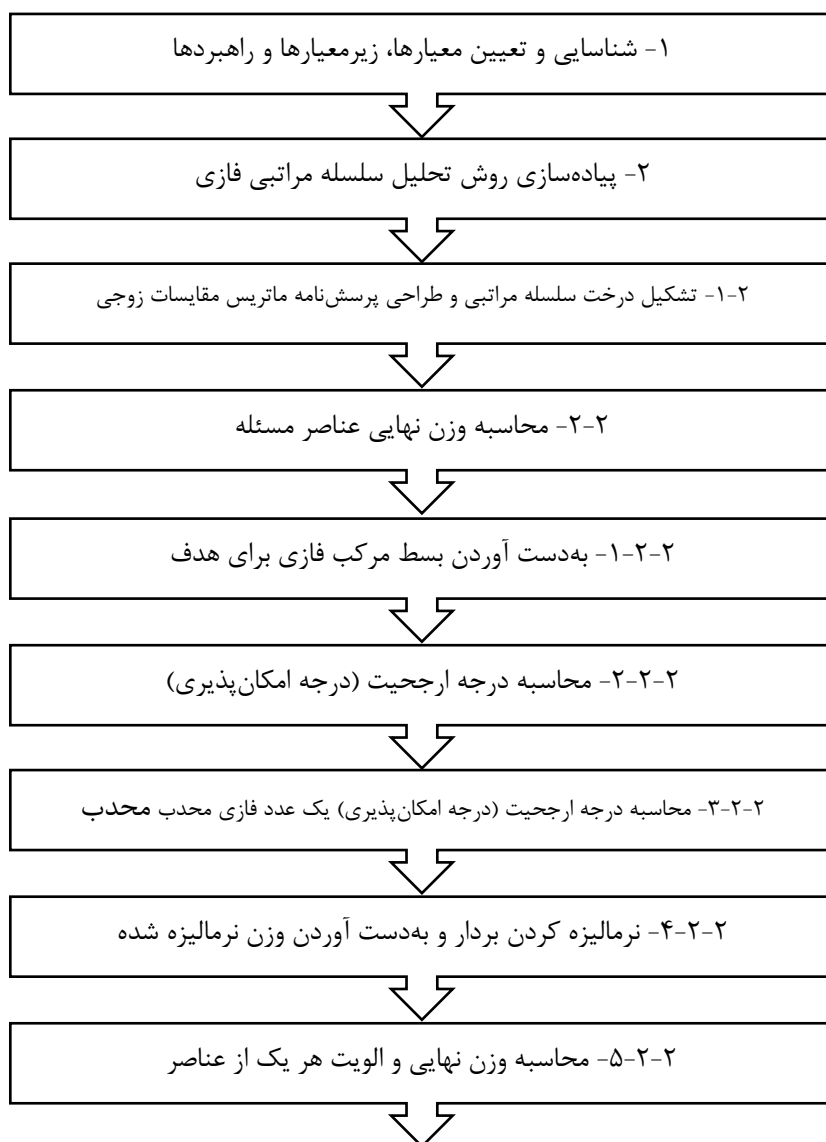 ۱- شناسایی و تعیین معیارها، زیرمعیارها و راهبردها
۲- پیاده‌سازی روش تحلیل سلسله مراتبی فازی
۲-۱- تشکیل درخت سلسله مراتبی و طراحی پرسش‌نامه ماتریس مقایسات زوجی
۲-۲- محاسبه وزن نهایی عناصر مسئله
۲-۲-۱- به‌دست آوردن بسط مرکب فازی برای هدف
۲-۲-۲- محاسبه درجه ارجحیت (درجه امکان‌پذیری)
۲-۲-۳- محاسبه درجه ارجحیت (درجه امکان‌پذیری) یک عدد فازی محدب محدب
۲-۲-۴- نرمالیزه کردن بردار و به‌دست آوردن وزن نرمالیزه شده
۲-۲-۵- محاسبه وزن نهایی و الویت هر یک از عناصر